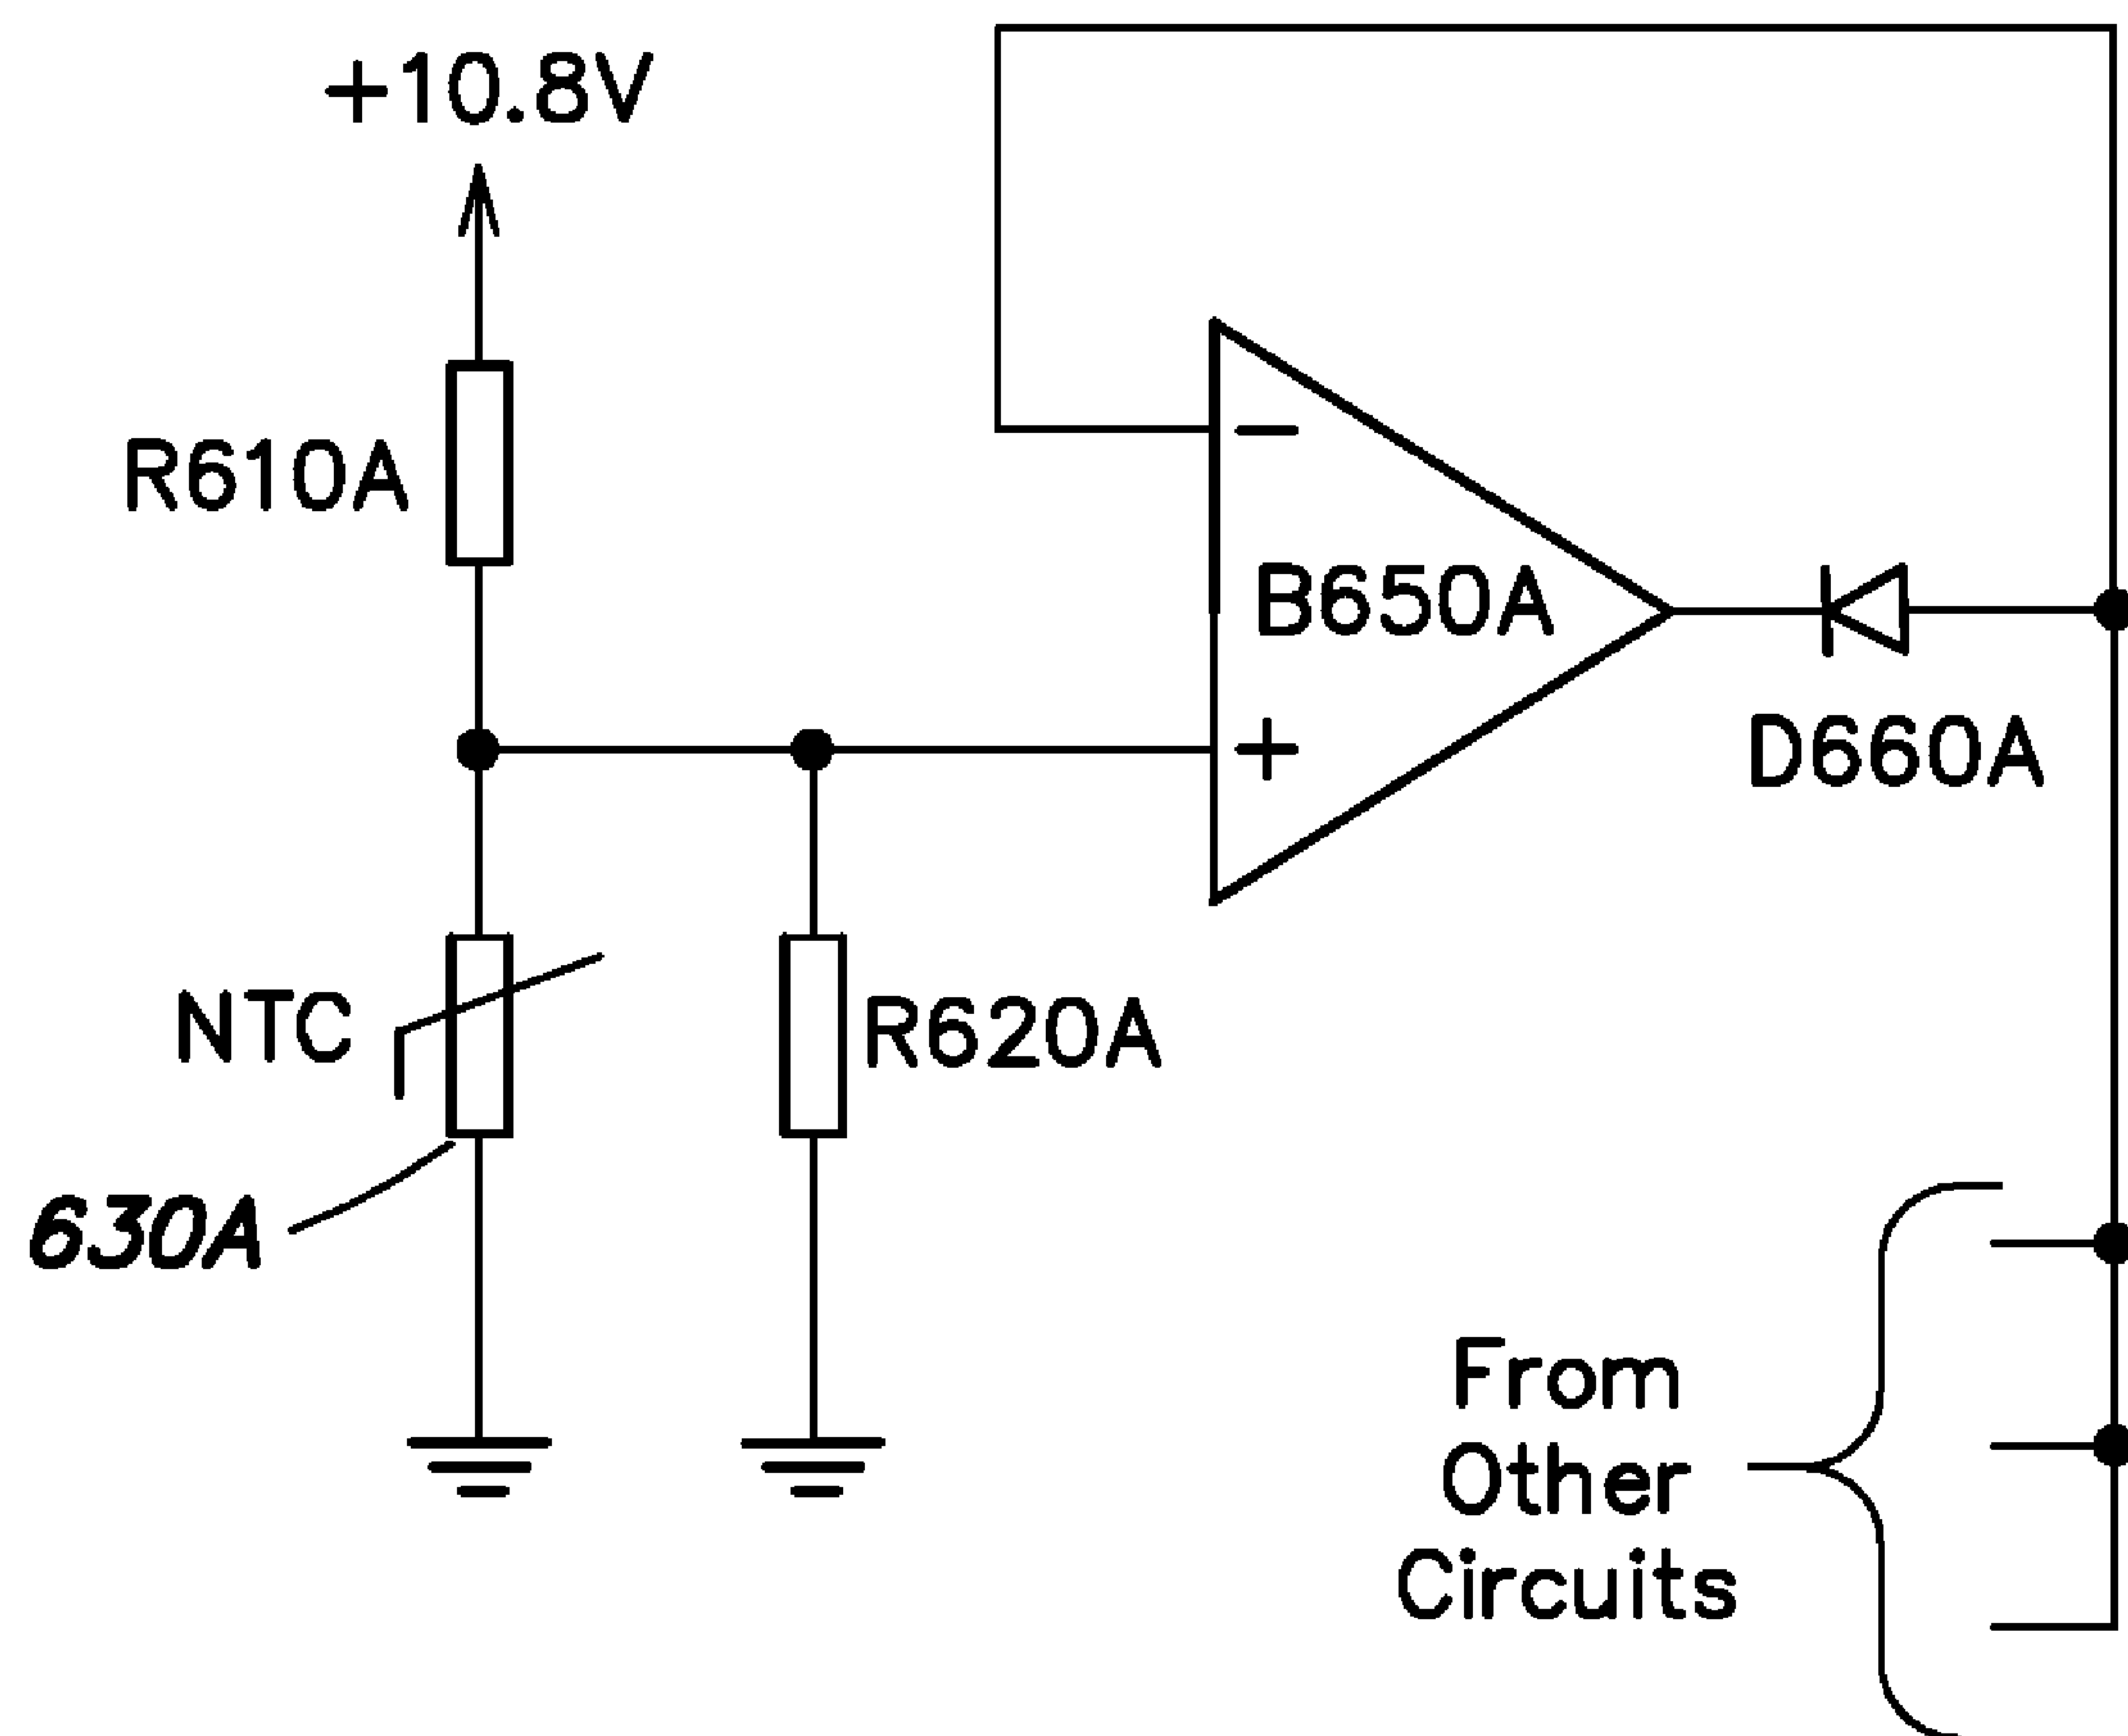 +10.8V
R610A
−
B650A
+
D660A
NTC
R620A
630A
From
Other
Circuits